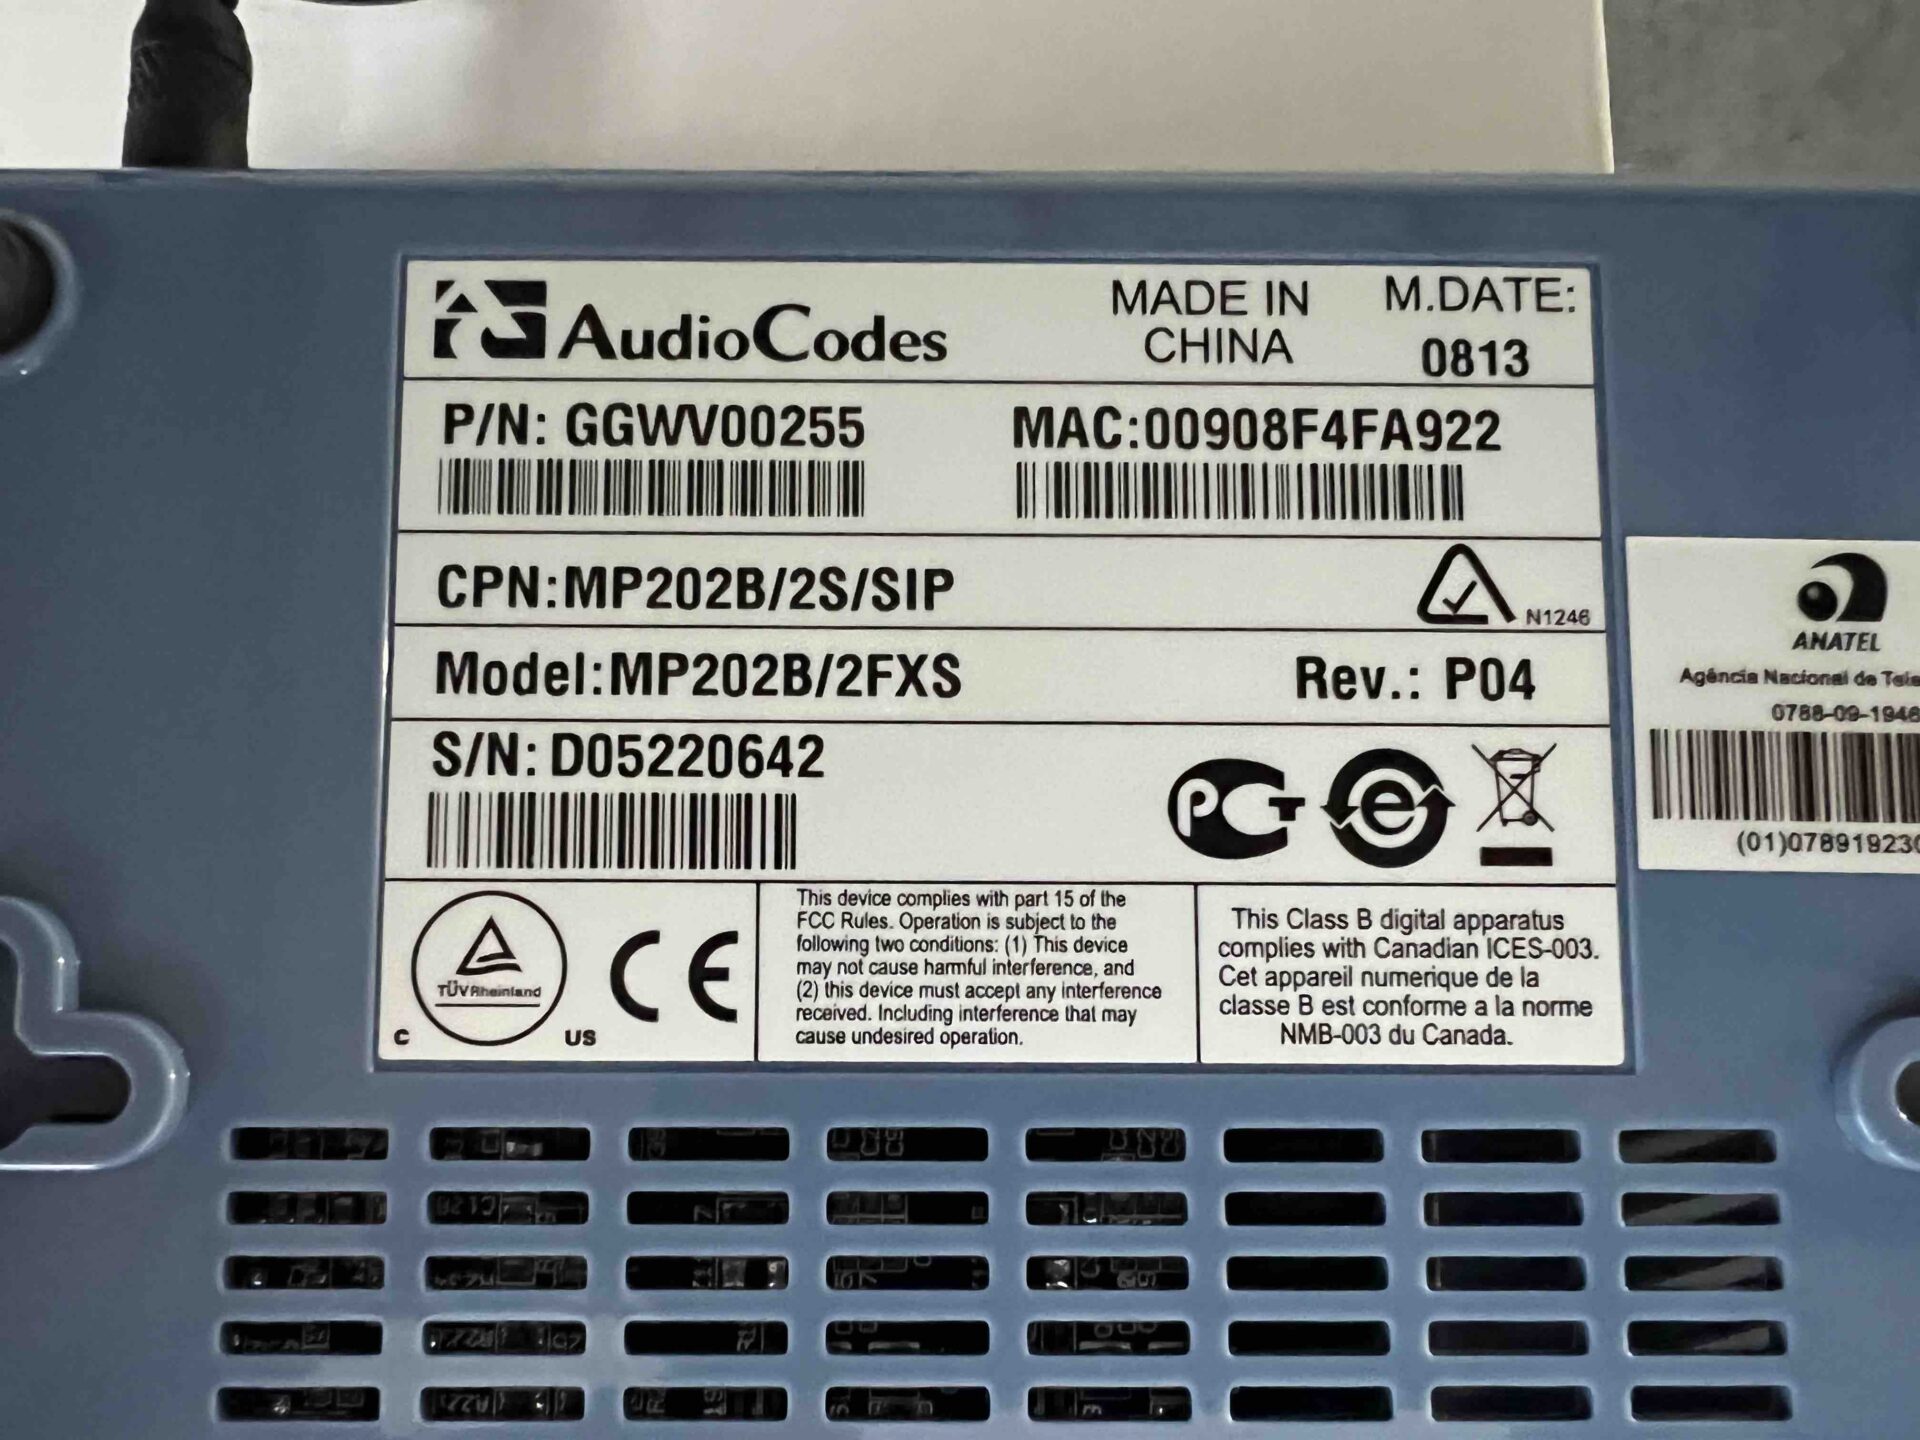 AudioCodes
MADE IN
CHINA
M.DATE:
0813
P/N: GGWV00255
MAC:00908F4FA922
CPN:MP202B/2S/SIP
N1246
Model:MP202B/2FXS
Rev.: P04
S/N: D05220642
PCT
e
TÜVRheinland
C
US
CE
This device complies with part 15 of the
FCC Rules. Operation is subject to the
following two conditions: (1) This device
may not cause harmful interference, and
(2) this device must accept any interference
received. Including interference that may
cause undesired operation.
This Class B digital apparatus
complies with Canadian ICES-003.
Cet appareil numerique de la
classe B est conforme a la norme
NMB-003 du Canada.
ANATEL
Agência Nacional de Tele
0788-09-1946
(01)078919230